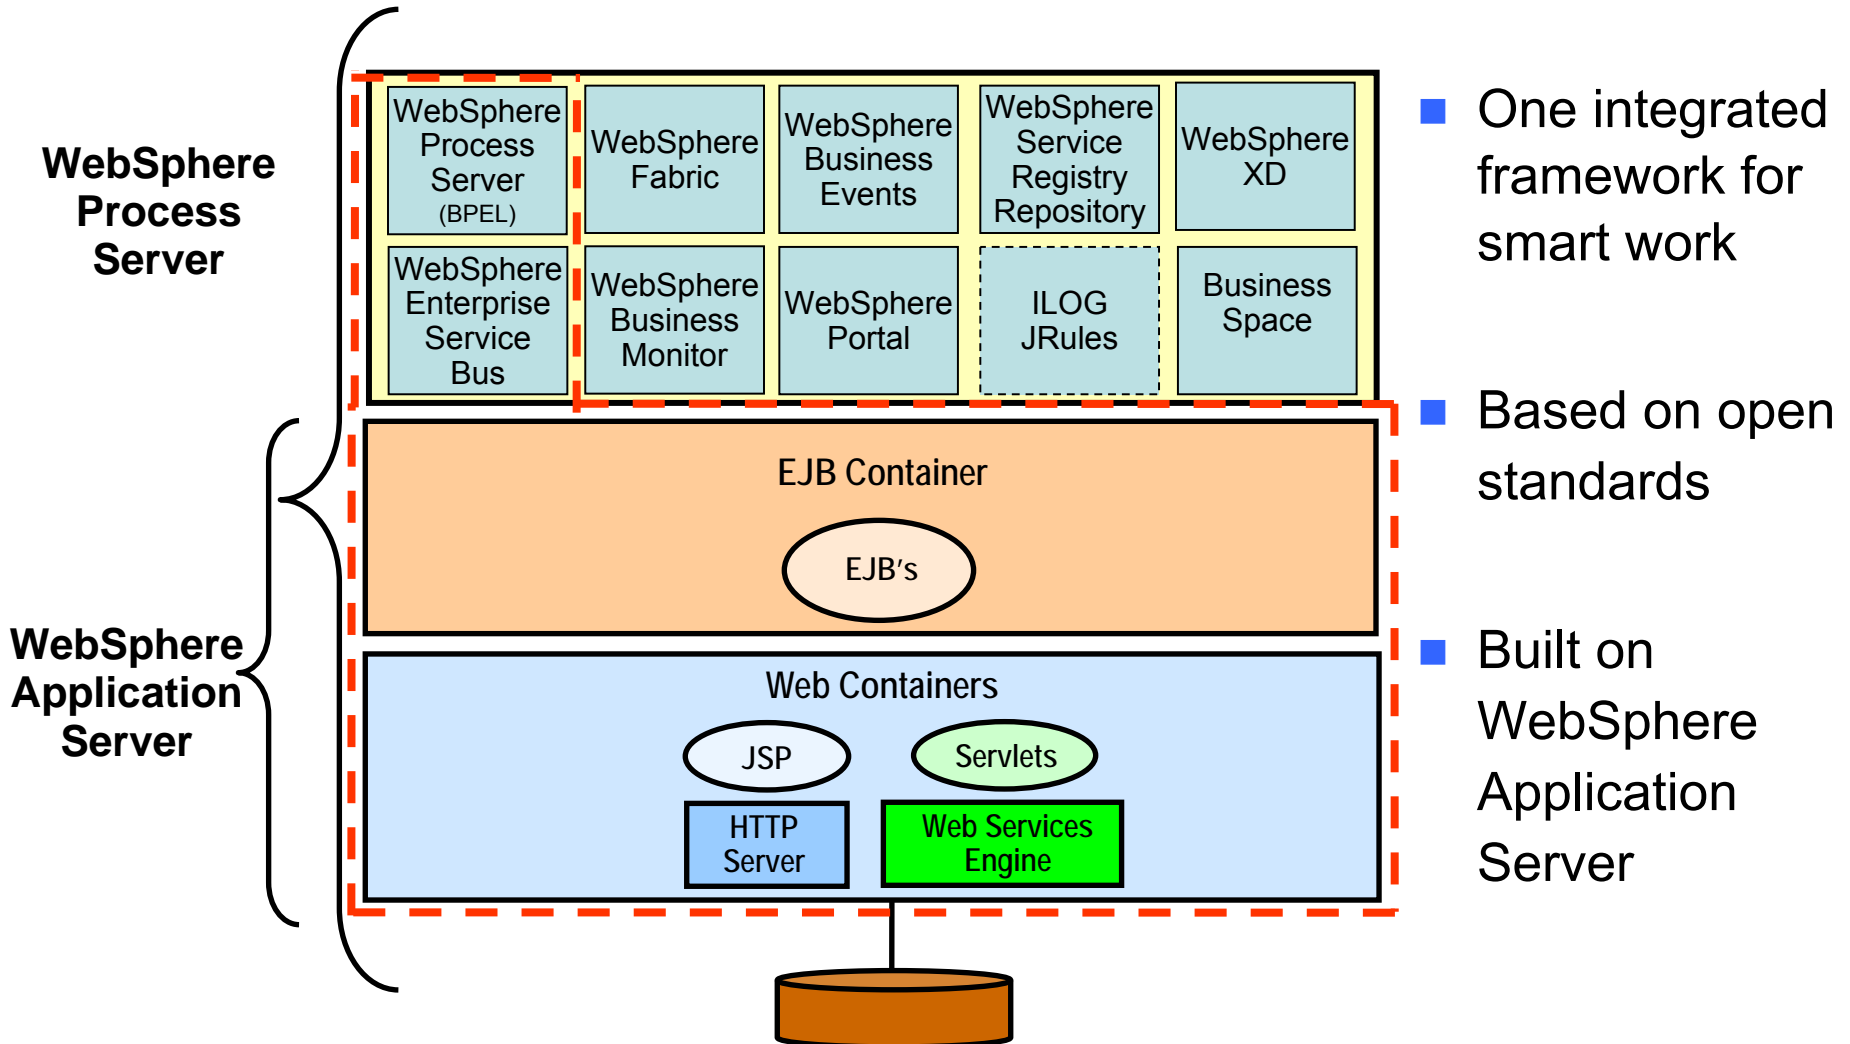 WebSphere
Process
Server
WebSphere
Application
Server
WebSphere
Process
Server
(BPEL)
WebSphere
Fabric
WebSphere
Business
Events
WebSphere
Service
Registry
Repository
WebSphere
XD
WebSphere
Enterprise
Service
Bus
WebSphere
Business
Monitor
WebSphere
Portal
ILOG
JRules
Business
Space
EJB Container
EJB's
Web Containers
JSP
Servlets
HTTP
Server
Web Services
Engine
One integrated
framework for
smart work
Based on open
standards
Built on
WebSphere
Application
Server